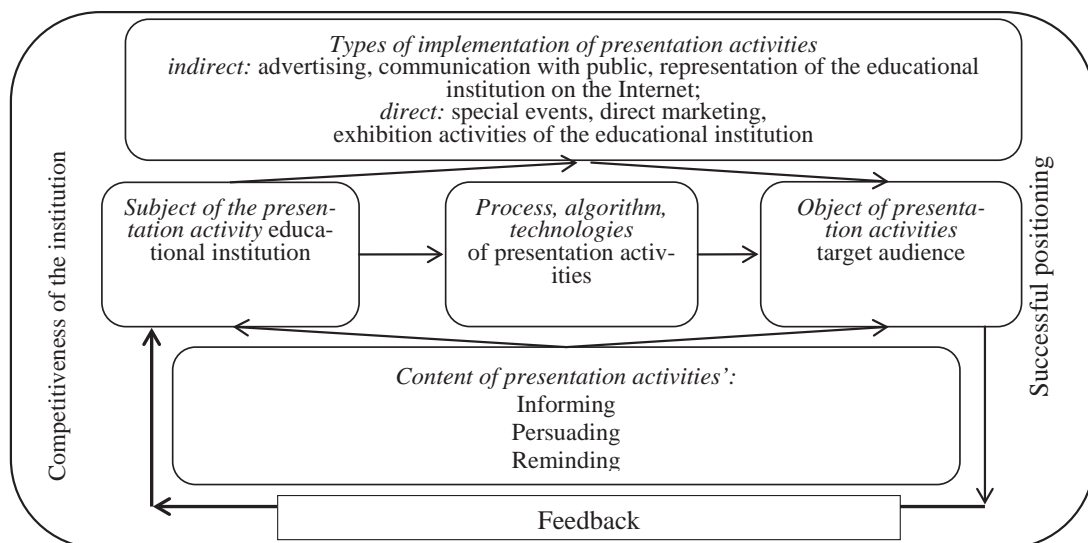 Types of implementation of presentation activities
indirect: advertising, communication with public, representation of the educational
institution on the Internet;
direct: special events, direct marketing,
exhibition activities of the educational institution
Competitiveness of the institution
Subject of the presen-
tation activity educa-
tional institution
Process, algorithm,
technologies
of presentation activ-
ities
Object of presenta-
tion activities
target audience
Successful positioning
Content of presentation activities’:
Informing
Persuading
Reminding
Feedback